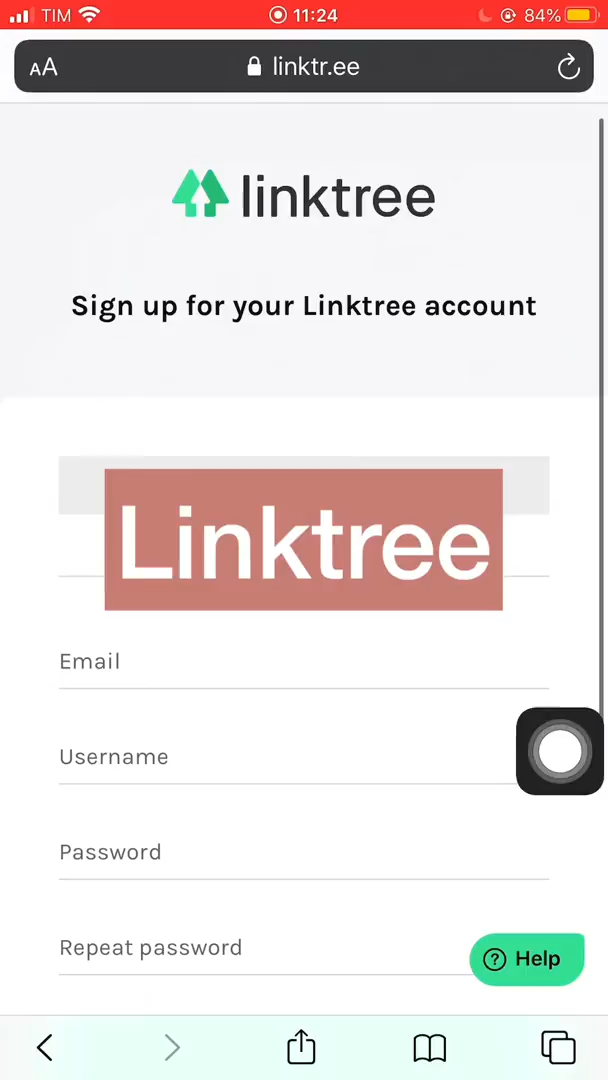 TIM 11:24 84%
AA linktr.ee
linktree
Sign up for your Linktree account
Linktree
Email
Username
Password
Repeat password
? Help